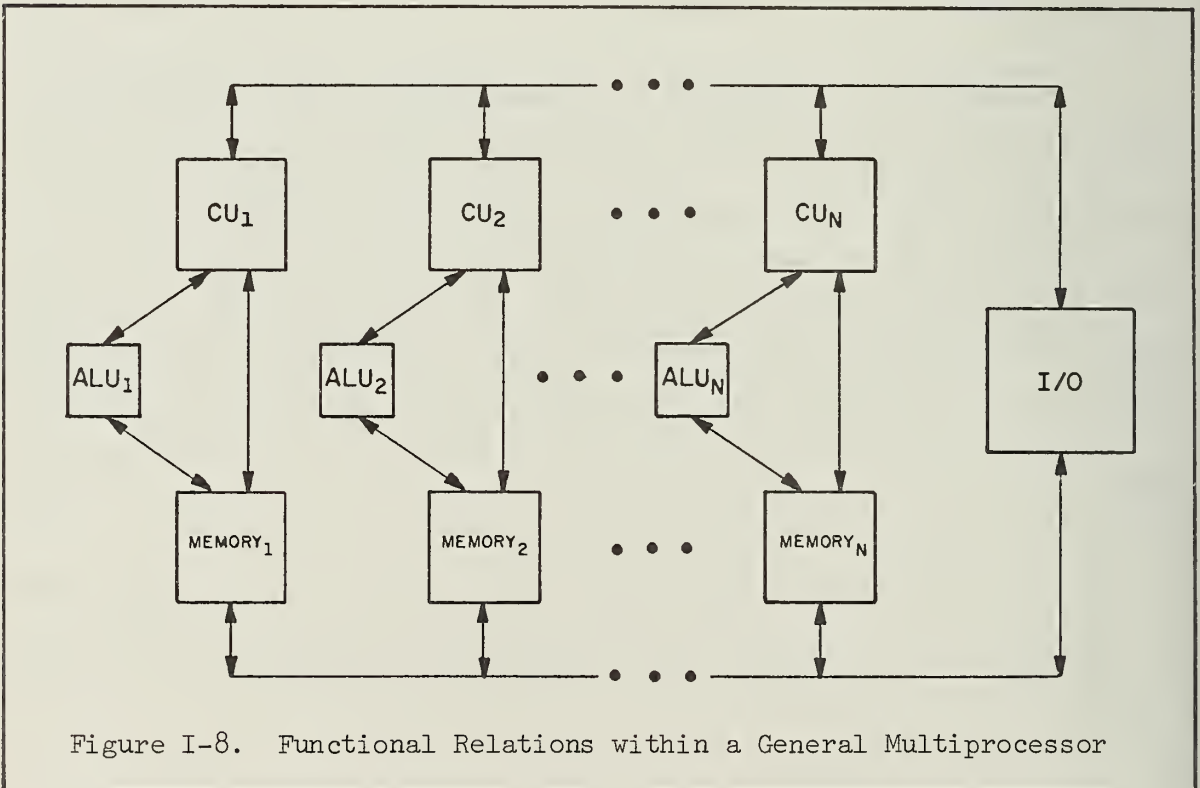 CU₁ CU₂ CU_N
ALU₁ ALU₂ ALU_N I/O
MEMORY₁ MEMORY₂ MEMORY_N
Figure I-8. Functional Relations within a General Multiprocessor